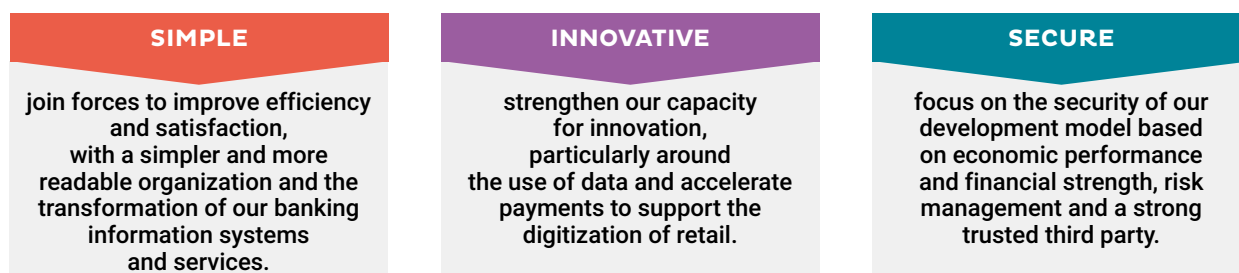 SIMPLE
join forces to improve efficiency
and satisfaction,
with a simpler and more
readable organization and the
transformation of our banking
information systems
and services.
INNOVATIVE
strengthen our capacity
for innovation,
particularly around
the use of data and accelerate
payments to support the
digitization of retail.
SECURE
focus on the security of our
development model based
on economic performance
and financial strength, risk
management and a strong
trusted third party.